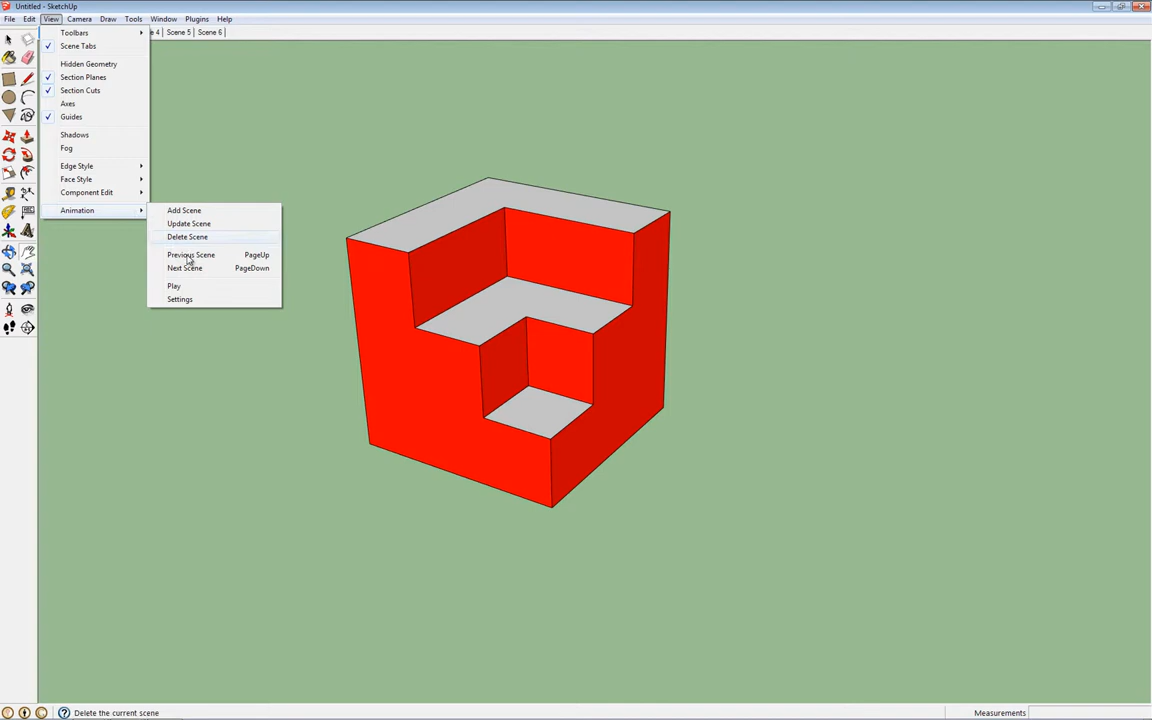 Untitled - SketchUp
File Edit View Camera Draw Tools Window Plugins Help
Toolbars
e 4 Scene 5 Scene 6
Scene Tabs
Hidden Geometry
Section Planes
Section Cuts
Axes
Guides
Shadows
Fog
Edge Style
Face Style
Component Edit
Animation
Add Scene
Update Scene
Delete Scene
Previous Scene PageUp
Next Scene PageDown
Play
Settings
Delete the current scene
Measurements